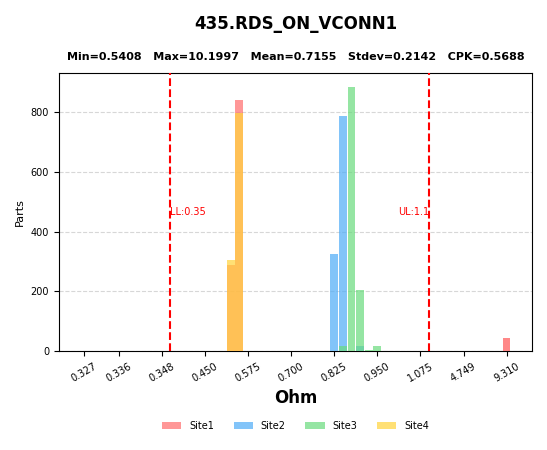 435.RDS_ON_VCONN1
Min=0.5408 Max=10.1997 Mean=0.7155 Stdev=0.2142 CPK=0.5688
Parts
800
600
400
200
0
LL:0.35
UL:1.1
0.327 0.336 0.348 0.450 0.575 0.700 0.825 0.950 1.075 4.749 9.310
Ohm
Site1 Site2 Site3 Site4